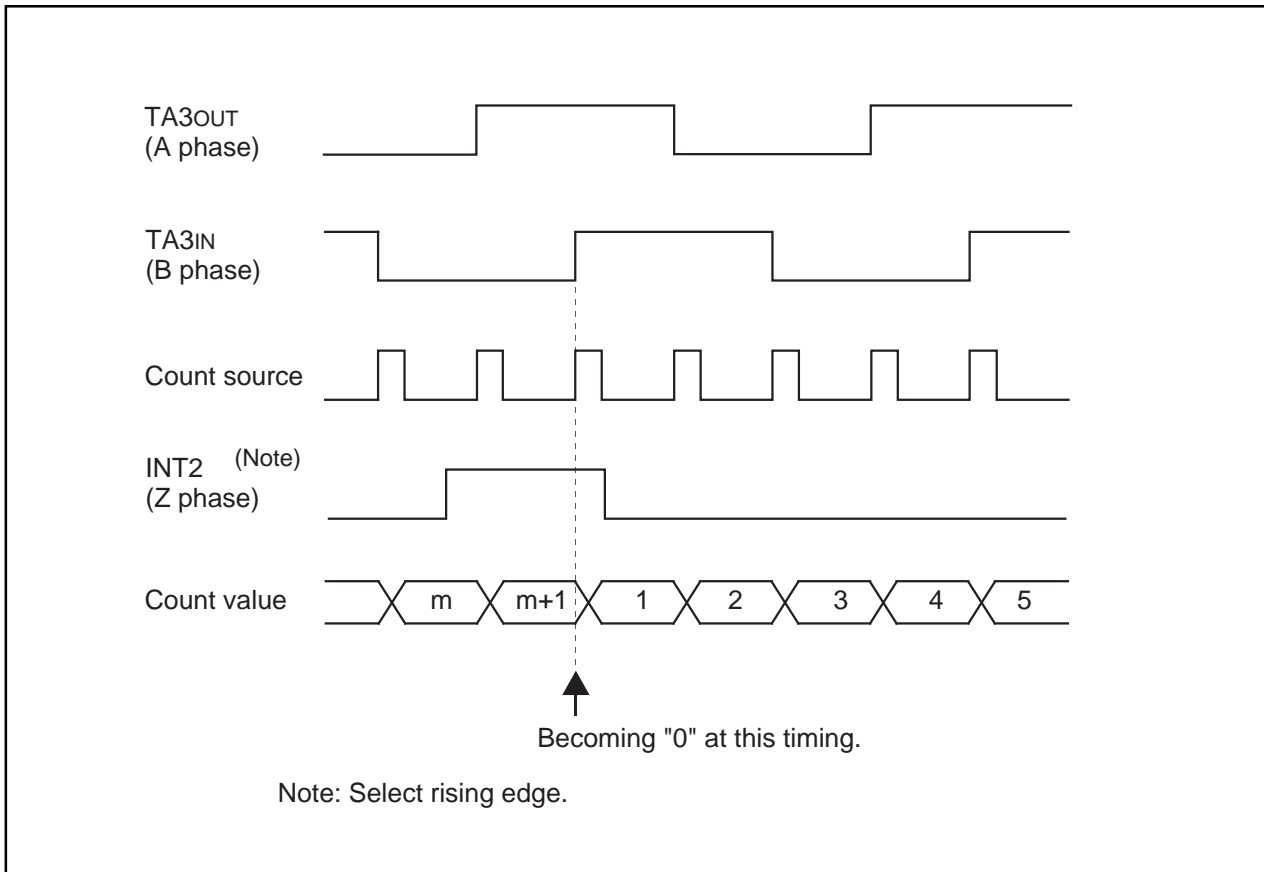 TA3OUT
(A phase)
TA3IN
(B phase)
Count source
INT2 (Note)
(Z phase)
Count value m m+1 1 2 3 4 5
Becoming "0" at this timing.
Note: Select rising edge.